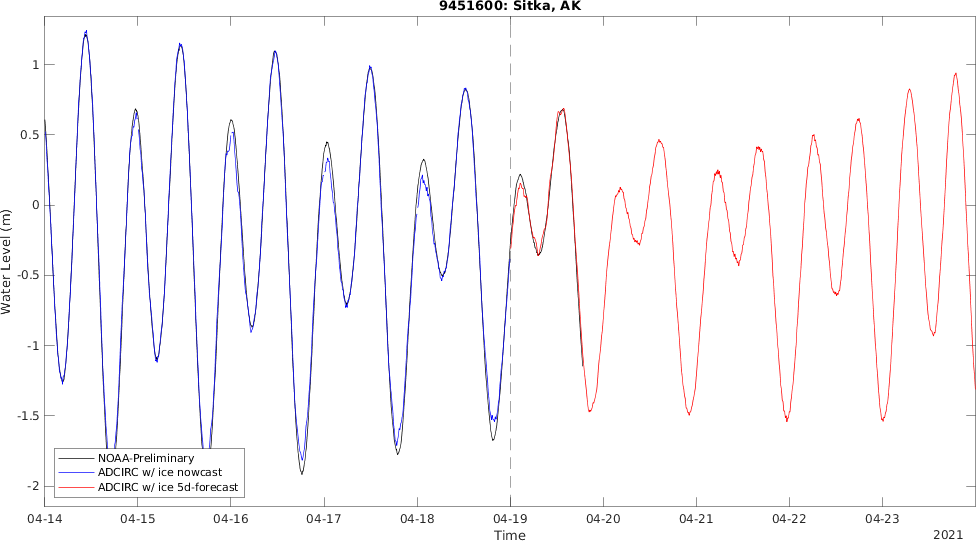 9451600: Sitka, AK
1
0.5
0
-0.5
-1
-1.5
-2
Water Level (m)
NOAA-Preliminary
ADCIRC w/ ice nowcast
ADCIRC w/ ice 5d-forecast
04-14 04-15 04-16 04-17 04-18 04-19 04-20 04-21 04-22 04-23
Time
2021